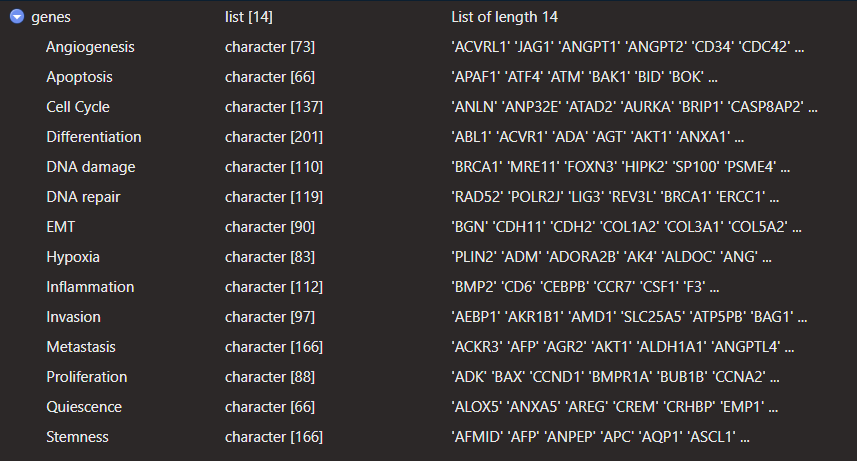 genes list [14] List of length 14
Angiogenesis character [73] 'ACVRL1' 'JAG1' 'ANGPT1' 'ANGPT2' 'CD34' 'CDC42' ...
Apoptosis character [66] 'APAF1' 'ATF4' 'ATM' 'BAK1' 'BID' 'BOK' ...
Cell Cycle character [137] 'ANLN' 'ANP32E' 'ATAD2' 'AURKA' 'BRIP1' 'CASP8AP2' ...
Differentiation character [201] 'ABL1' 'ACVR1' 'ADA' 'AGT' 'AKT1' 'ANXA1' ...
DNA damage character [110] 'BRCA1' 'MRE11' 'FOXN3' 'HIPK2' 'SP100' 'PSME4' ...
DNA repair character [119] 'RAD52' 'POLR2J' 'LIG3' 'REV3L' 'BRCA1' 'ERCC1' ...
EMT character [90] 'BGN' 'CDH11' 'CDH2' 'COL1A2' 'COL3A1' 'COL5A2' ...
Hypoxia character [83] 'PLIN2' 'ADM' 'ADORA2B' 'AK4' 'ALDOC' 'ANG' ...
Inflammation character [112] 'BMP2' 'CD6' 'CEBPB' 'CCR7' 'CSF1' 'F3' ...
Invasion character [97] 'AEBP1' 'AKR1B1' 'AMD1' 'SLC25A5' 'ATP5PB' 'BAG1' ...
Metastasis character [166] 'ACKR3' 'AFP' 'AGR2' 'AKT1' 'ALDH1A1' 'ANGPTL4' ...
Proliferation character [88] 'ADK' 'BAX' 'CCND1' 'BMPR1A' 'BUB1B' 'CCNA2' ...
Quiescence character [66] 'ALOX5' 'ANXA5' 'AREG' 'CREM' 'CRHBP' 'EMP1' ...
Stemness character [166] 'AFMID' 'AFP' 'ANPEP' 'APC' 'AQP1' 'ASCL1' ...